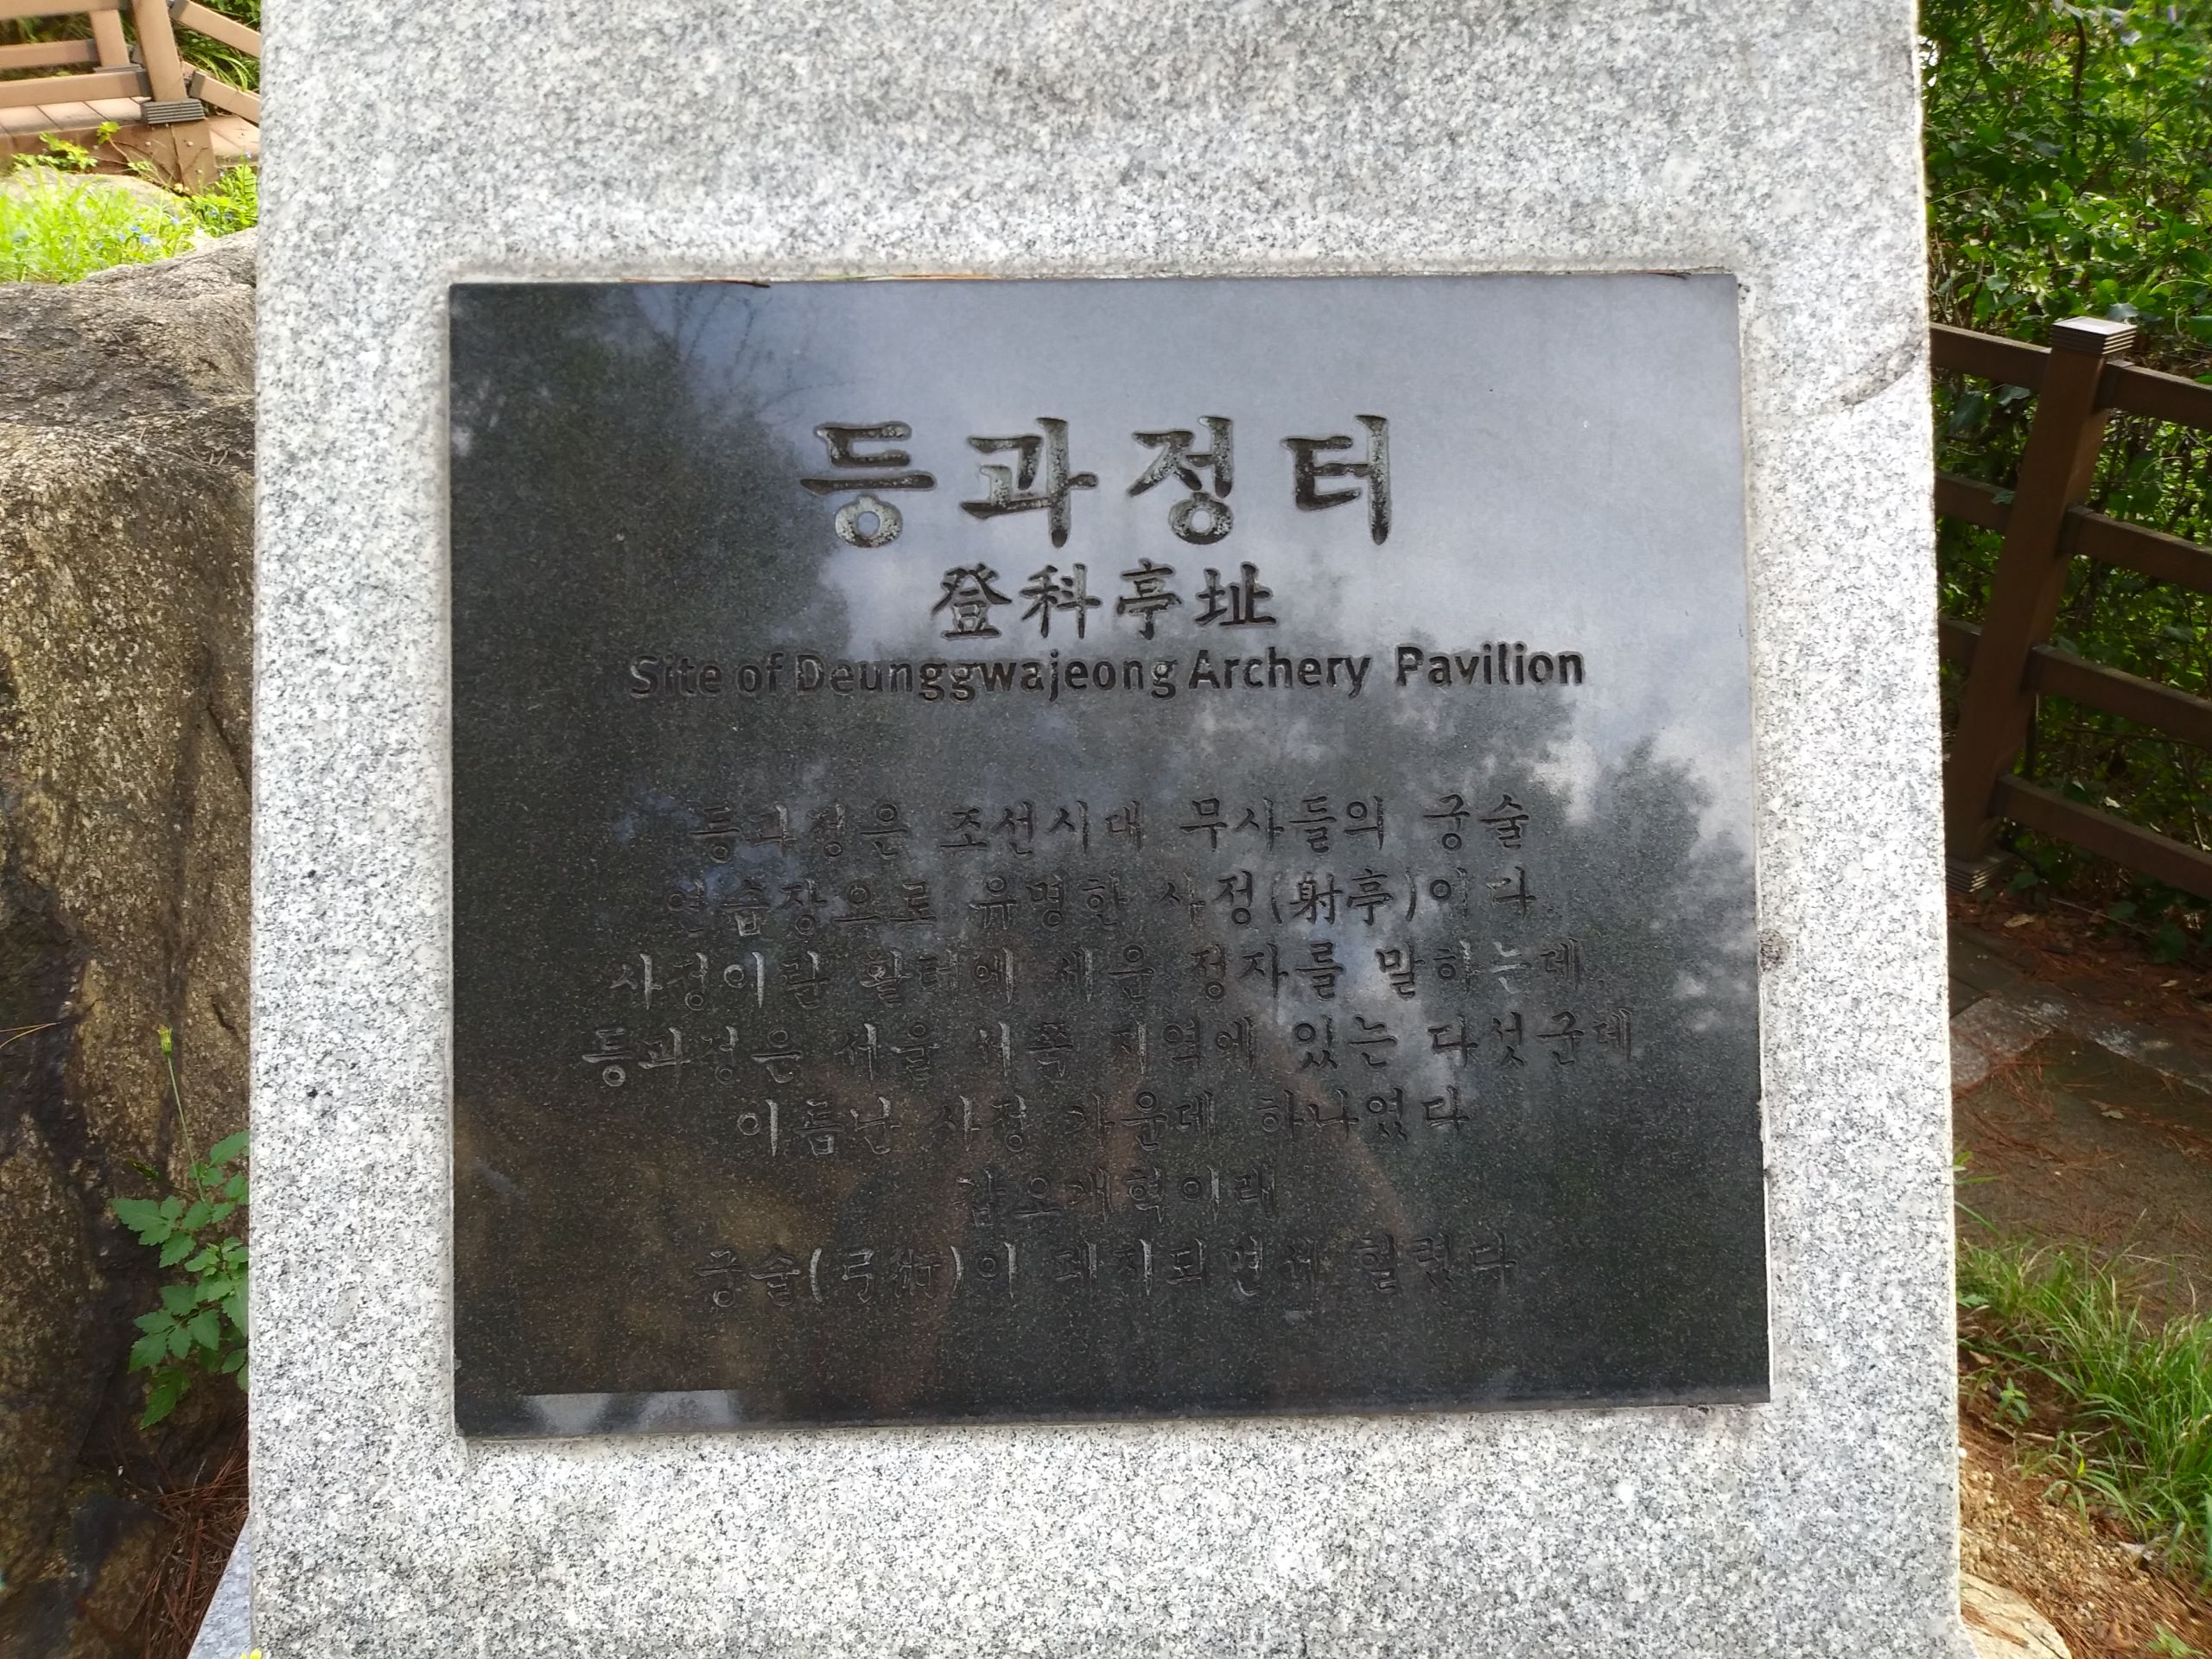 등과정터
登科亭址
Site of Deunggwajeong Archery Pavilion
등과정은 조선시대 무사들의 궁술
연습장으로 유명한 사정(射亭)이다.
사정이란 활터에 세운 정자를 말하는데,
등과정은 서울 서쪽 지역에 있는 다섯군데
이름난 사정 가운데 하나였다
갑오개혁이래
궁술(弓術)이 폐지되면서 헐렸다